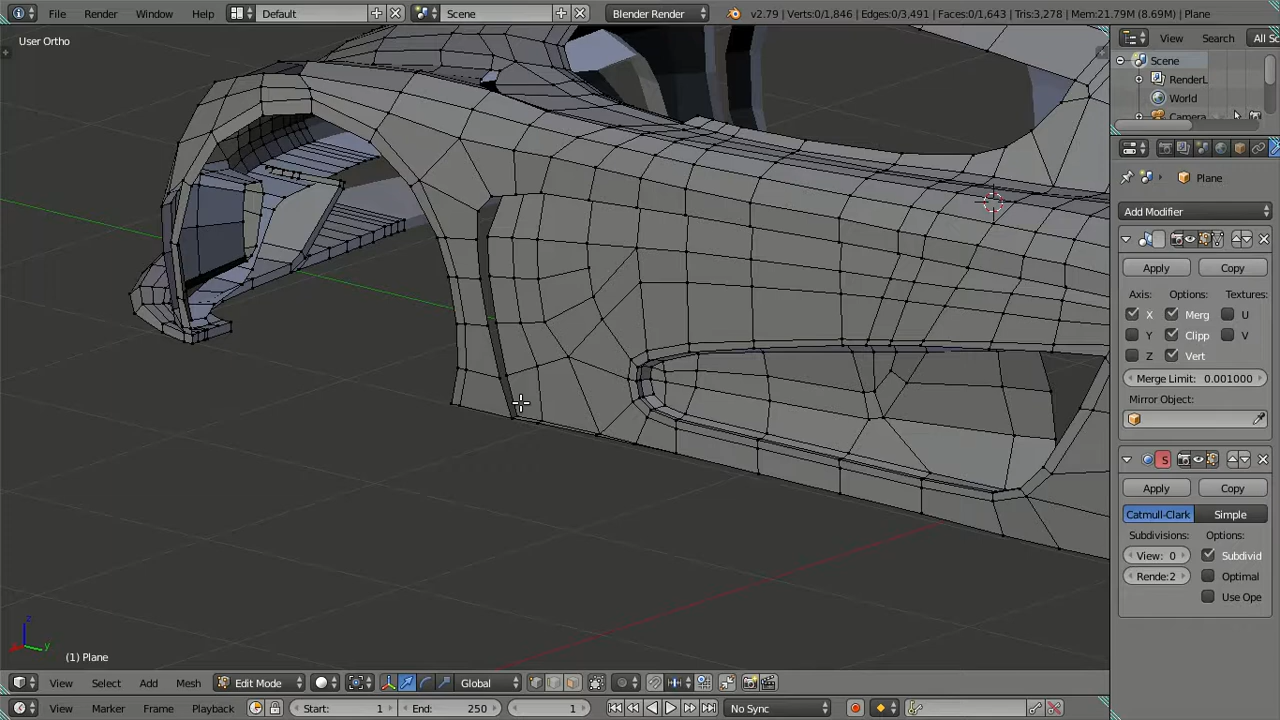 File Render Window Help Default Scene Blender Render v2.79 | Verts:0/1,846 | Edges:0/3,491 | Faces:0/1,643 | Tris:3,278 | Mem:21.79M (8.69M) | Plane
User Ortho
View Search All S
Scene
RenderL
World
Camera
Plane
Add Modifier
Apply Copy
Axis: Options: Textures:
X Merg U
Y Clipp V
Z Vert
Merge Limit: 0.001000
Mirror Object:
S
Apply Copy
Catmull-Clark Simple
Subdivisions: Options:
View: 0 Subdivid
Rende:2 Optimal
Use Ope
z
y
(1) Plane
View Select Add Mesh Edit Mode Global
View Marker Frame Playback Start: 1 End: 250 1 No Sync